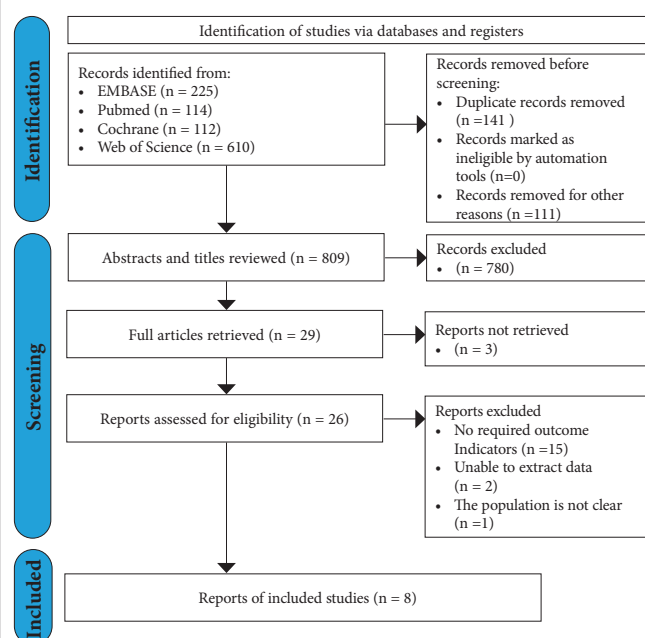 Identification of studies via databases and registers
Identification
Records identified from:
• EMBASE (n = 225)
• Pubmed (n = 114)
• Cochrane (n = 112)
• Web of Science (n = 610)
Records removed before
screening:
• Duplicate records removed
(n =141 )
• Records marked as
ineligible by automation
tools (n=0)
• Records removed for other
reasons (n =111)
Screening
Abstracts and titles reviewed (n = 809)
Records excluded
• (n = 780)
Full articles retrieved (n = 29)
Reports not retrieved
• (n = 3)
Reports assessed for eligibility (n = 26)
Reports excluded
• No required outcome
Indicators (n =15)
• Unable to extract data
(n = 2)
• The population is not clear
(n =1)
Included
Reports of included studies (n = 8)